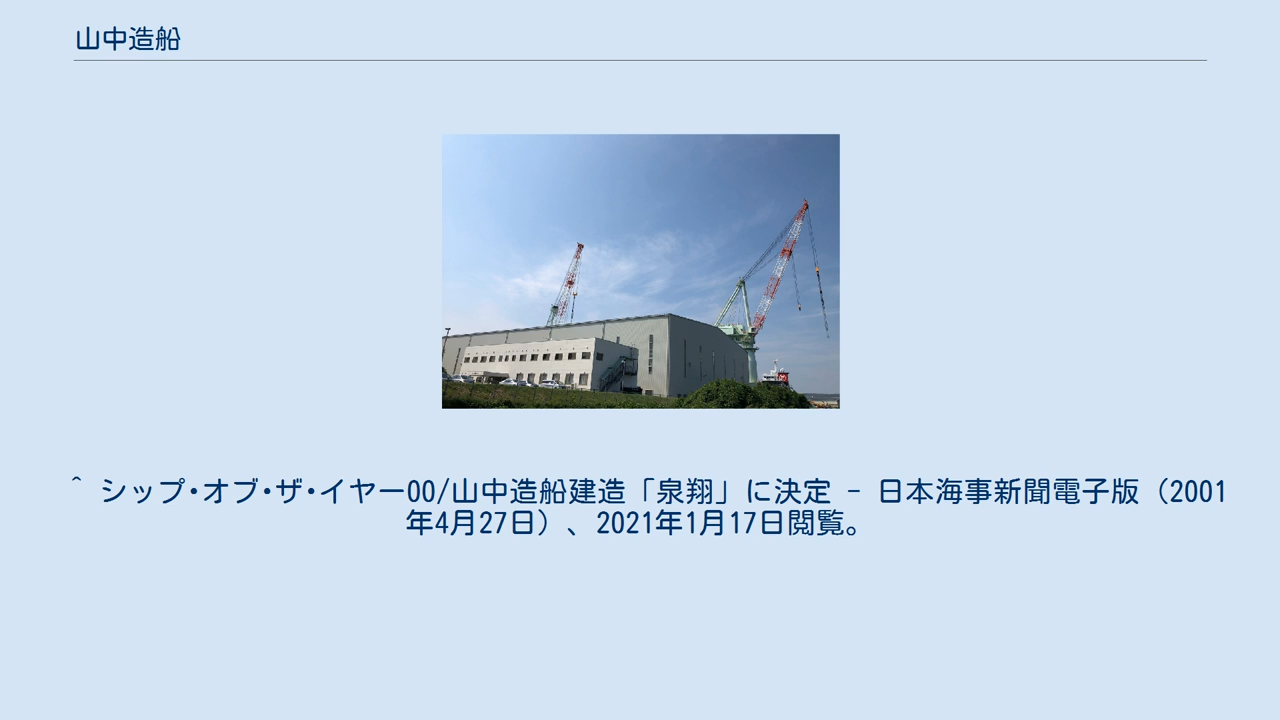 山中造船
^ シップ・オブ・ザ・イヤー00/山中造船建造「泉翔」に決定 - 日本海事新聞電子版（2001
年4月27日）、2021年1月17日閲覧。